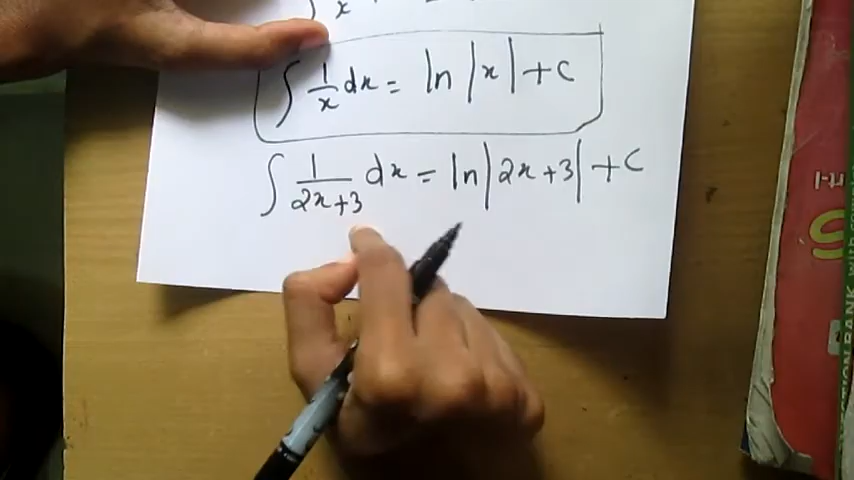 ∫ 1/x dx = ln |x| + C
∫ 1/(2x+3) dx = ln |2x+3| + C